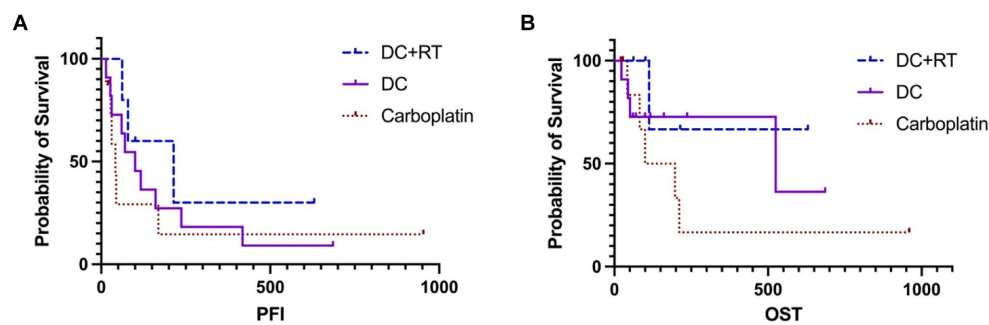 A
Probability of Survival
100
50
0
0
500
1000
PFI
DC+RT
DC
Carboplatin
B
Probability of Survival
100
50
0
0
500
1000
OST
DC+RT
DC
Carboplatin